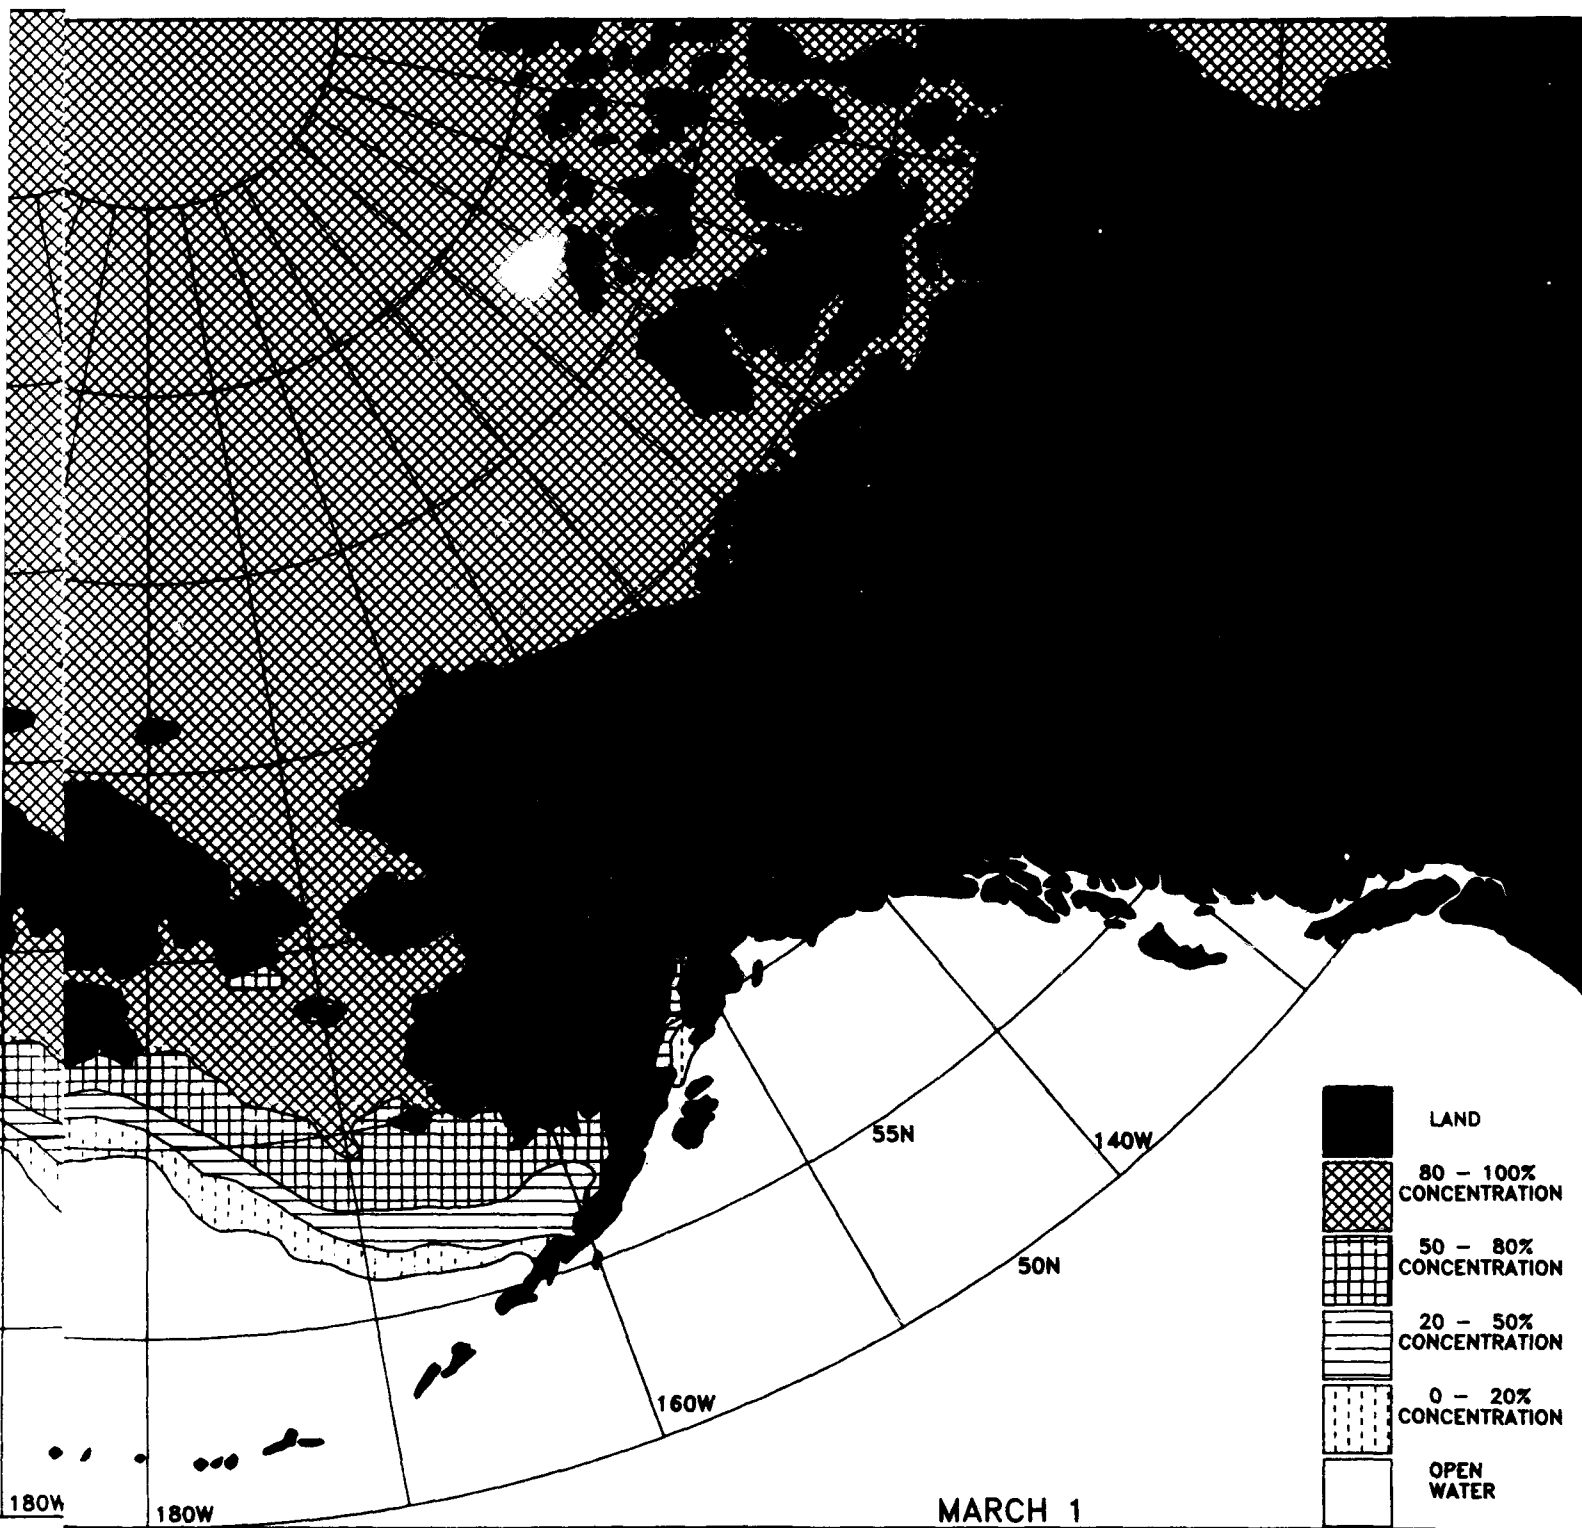 55N
140W
50N
160W
180W
180W
MARCH 1
LAND
80 - 100%
CONCENTRATION
50 - 80%
CONCENTRATION
20 - 50%
CONCENTRATION
0 - 20%
CONCENTRATION
OPEN
WATER